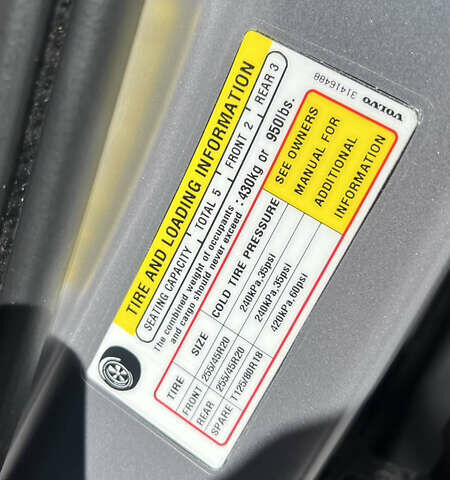 TIRE AND LOADING INFORMATION
SEATING CAPACITY TOTAL 5 FRONT 2 REAR 3
The combined weight of occupants
and cargo should never exceed : 430kg or 950lbs.
TIRE SIZE COLD TIRE PRESSURE
FRONT 255/45R20 240kPa,35psi
REAR 255/45R20 240kPa,35psi
SPARE T125/80R18 420kPa,60psi
SEE OWNERS
MANUAL FOR
ADDITIONAL
INFORMATION
VOLVO 31416488